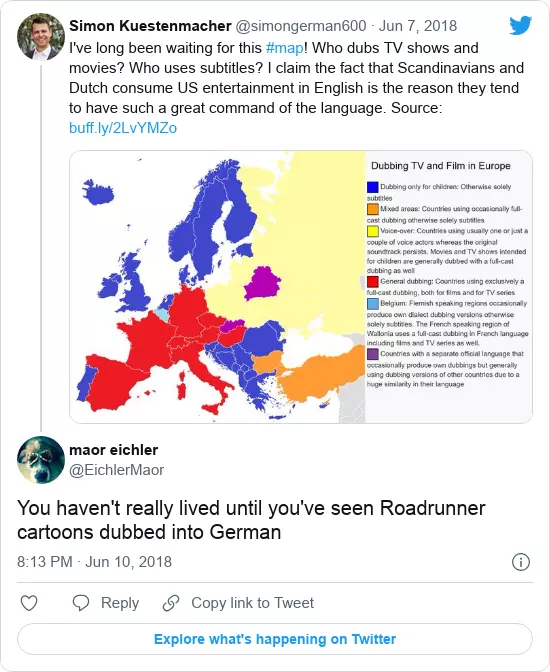 Simon Kuestenmacher @simongerman600 · Jun 7, 2018
I've long been waiting for this #map! Who dubs TV shows and
movies? Who uses subtitles? I claim the fact that Scandinavians and
Dutch consume US entertainment in English is the reason they tend
to have such a great command of the language. Source:
buff.ly/2LvYMZo
Dubbing TV and Film in Europe
Dubbing only for children: Otherwise solely
subtitles
Mixed areas: Countries using occasionally full-
cast dubbing otherwise solely subtitles
Voice-over: Countries using usually one or just a
couple of voice actors whereas the original
soundtrack persists. Movies and TV shows intended
for children are generally dubbed with a full-cast
dubbing as well
General dubbing: Countries using exclusively a
full-cast dubbing, both for films and for TV series
Belgium: Flemish speaking regions occasionally
produce own dialect dubbing versions otherwise
solely subtitles. The French speaking region of
Wallonia uses a full-cast dubbing in French language
including films and TV series as well.
Countries with a separate official language that
occasionally produce own dubbings but generally
using dubbing versions of other countries due to a
huge similarity in their language
maor eichler
@EichlerMaor
You haven't really lived until you've seen Roadrunner
cartoons dubbed into German
8:13 PM · Jun 10, 2018
Reply
Copy link to Tweet
Explore what's happening on Twitter